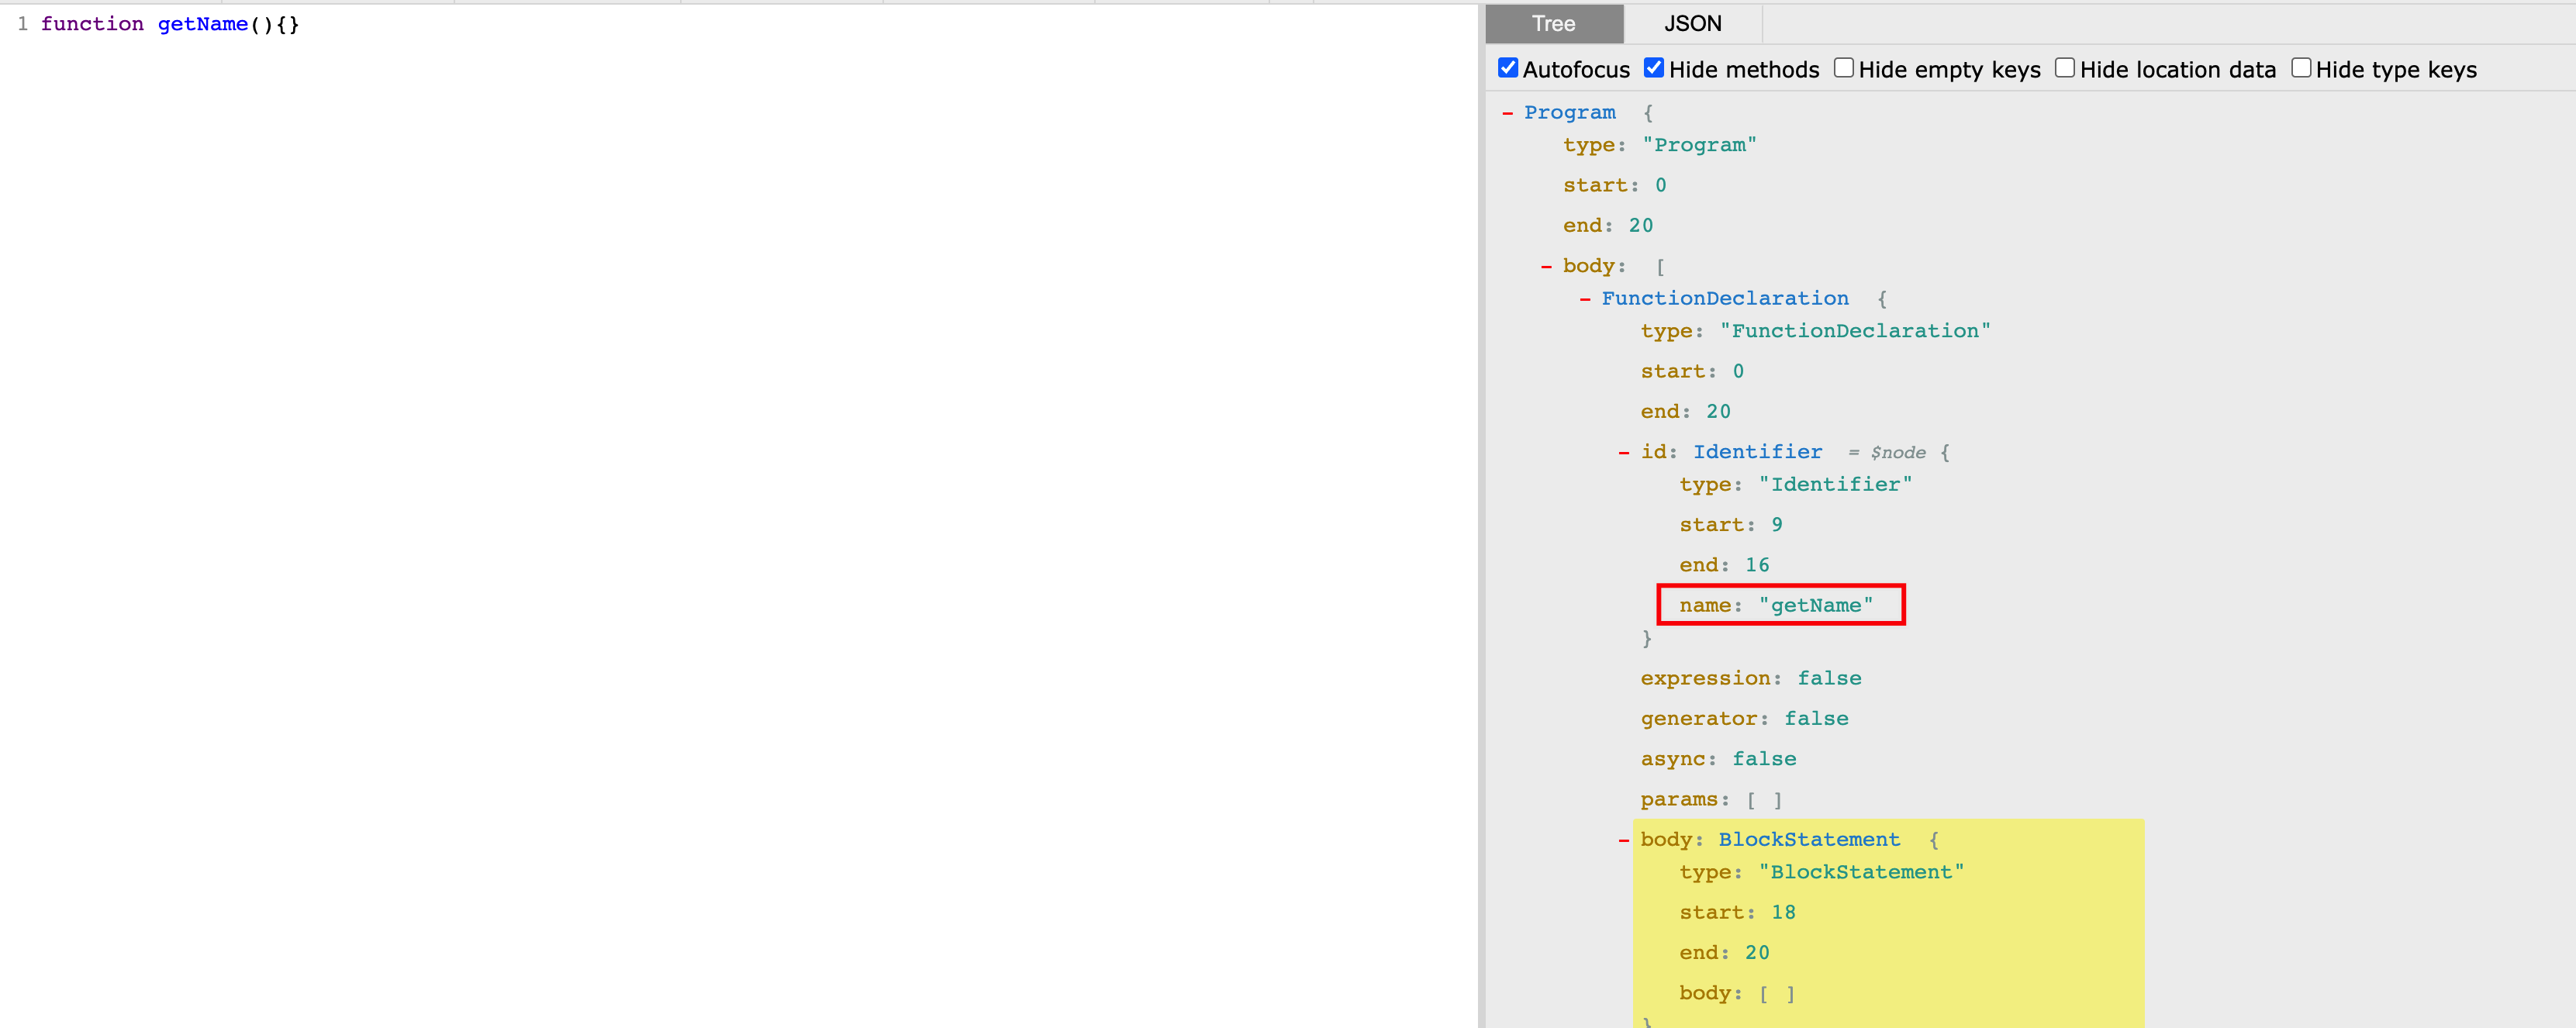 1 function getName(){}
Tree JSON
Autofocus Hide methods Hide empty keys Hide location data Hide type keys
- Program {
type: "Program"
start: 0
end: 20
- body: [
- FunctionDeclaration {
type: "FunctionDeclaration"
start: 0
end: 20
- id: Identifier = $node {
type: "Identifier"
start: 9
end: 16
name: "getName"
}
expression: false
generator: false
async: false
params: [ ]
- body: BlockStatement {
type: "BlockStatement"
start: 18
end: 20
body: [ ]
}